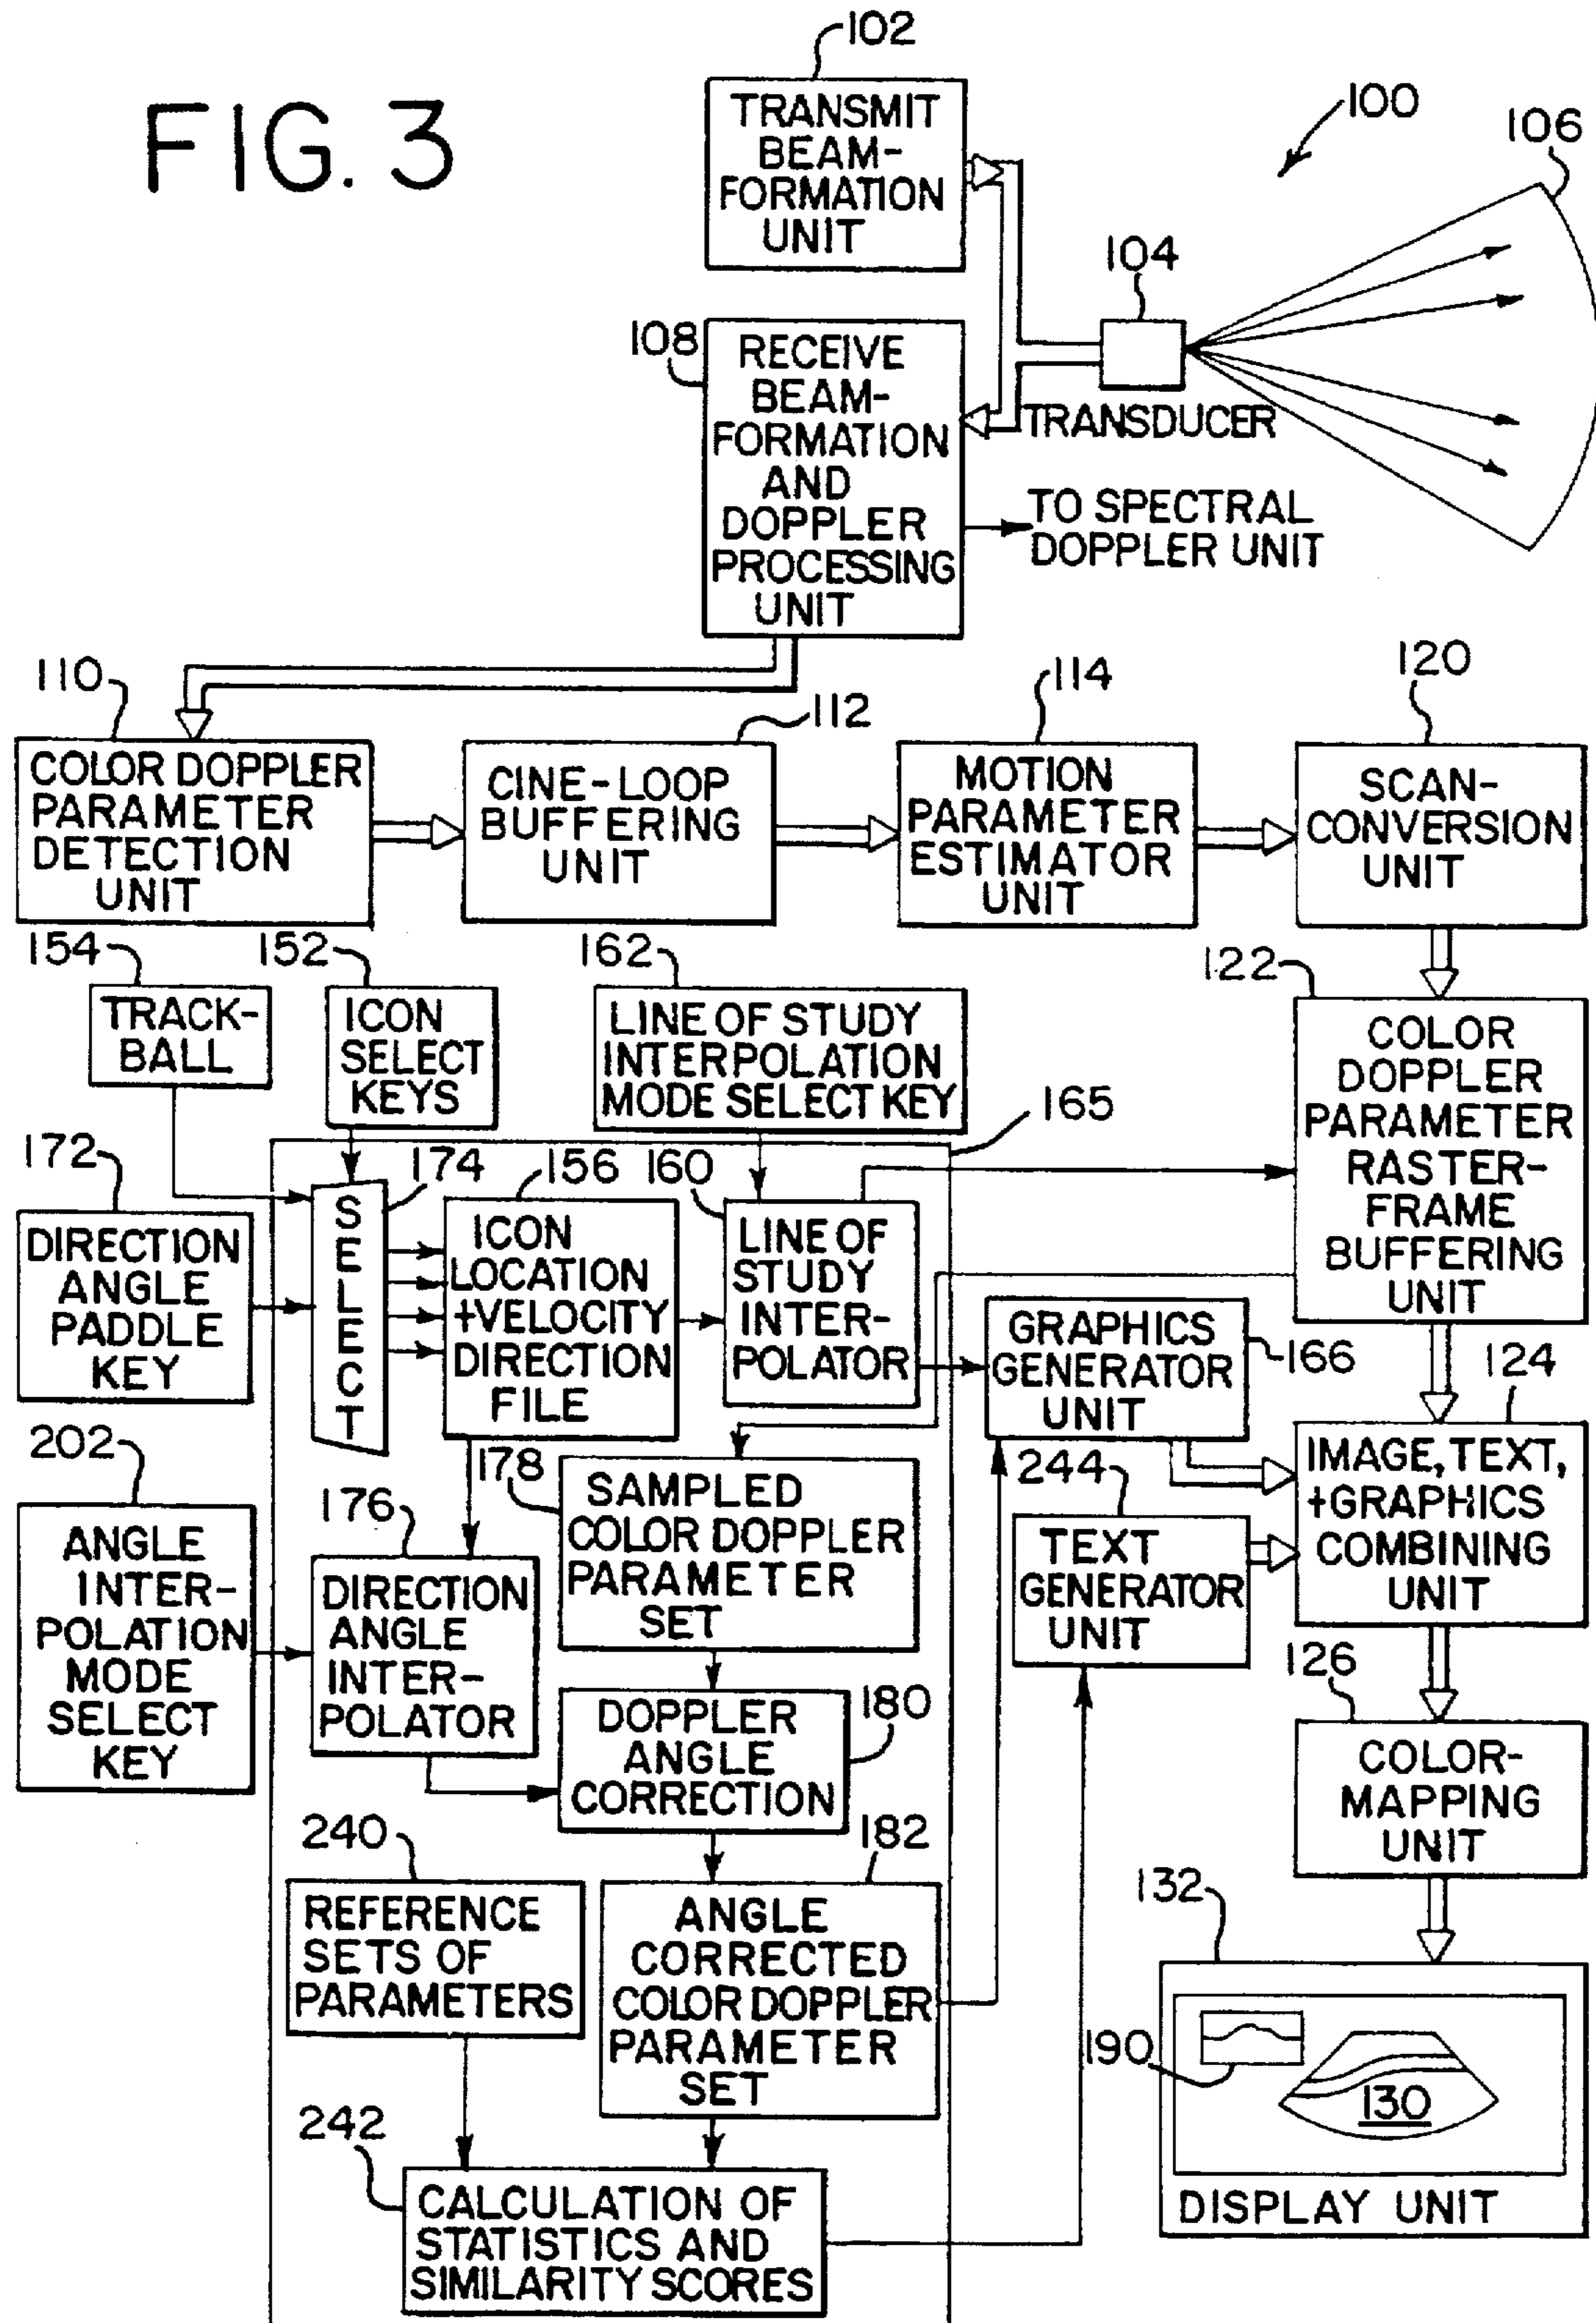 FIG. 3
102
TRANSMIT
BEAM-
FORMATION
UNIT
100
106
104
TRANSDUCER
108
RECEIVE
BEAM-
FORMATION
AND
DOPPLER
PROCESSING
UNIT
TO SPECTRAL
DOPPLER UNIT
110
COLOR DOPPLER
PARAMETER
DETECTION
UNIT
112
CINE-LOOP
BUFFERING
UNIT
114
MOTION
PARAMETER
ESTIMATOR
UNIT
120
SCAN-
CONVERSION
UNIT
154
TRACK-
BALL
152
ICON
SELECT
KEYS
162
LINE OF STUDY
INTERPOLATION
MODE SELECT KEY
165
122
COLOR
DOPPLER
PARAMETER
RASTER-
FRAME
BUFFERING
UNIT
172
DIRECTION
ANGLE
PADDLE
KEY
174
SELECT
156
ICON
LOCATION
+VELOCITY
DIRECTION
FILE
160
LINE OF
STUDY
INTER-
POLATOR
GRAPHICS
GENERATOR
UNIT
166
124
IMAGE, TEXT,
+GRAPHICS
COMBINING
UNIT
202
ANGLE
INTER-
POLATION
MODE
SELECT
KEY
176
DIRECTION
ANGLE
INTER-
POLATOR
178
SAMPLED
COLOR DOPPLER
PARAMETER
SET
244
TEXT
GENERATOR
UNIT
180
DOPPLER
ANGLE
CORRECTION
126
COLOR-
MAPPING
UNIT
240
REFERENCE
SETS OF
PARAMETERS
182
ANGLE
CORRECTED
COLOR DOPPLER
PARAMETER
SET
132
190
130
DISPLAY UNIT
242
CALCULATION OF
STATISTICS AND
SIMILARITY SCORES